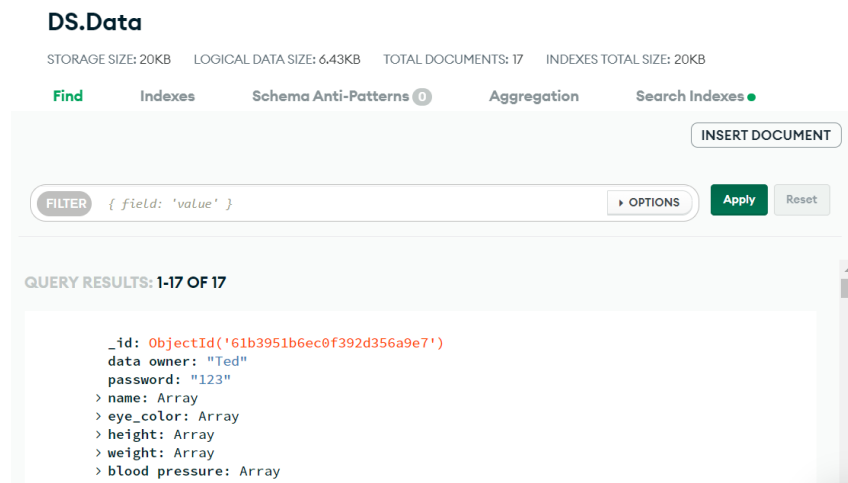 DS.Data
STORAGE SIZE: 20KB LOGICAL DATA SIZE: 6.43KB TOTAL DOCUMENTS: 17 INDEXES TOTAL SIZE: 20KB
Find Indexes Schema Anti-Patterns 0 Aggregation Search Indexes
INSERT DOCUMENT
FILTER { field: 'value' } OPTIONS Apply Reset
QUERY RESULTS: 1-17 OF 17
_id: ObjectId('61b3951b6ec0f392d356a9e7')
data owner: "Ted"
password: "123"
> name: Array
> eye_color: Array
> height: Array
> weight: Array
> blood pressure: Array